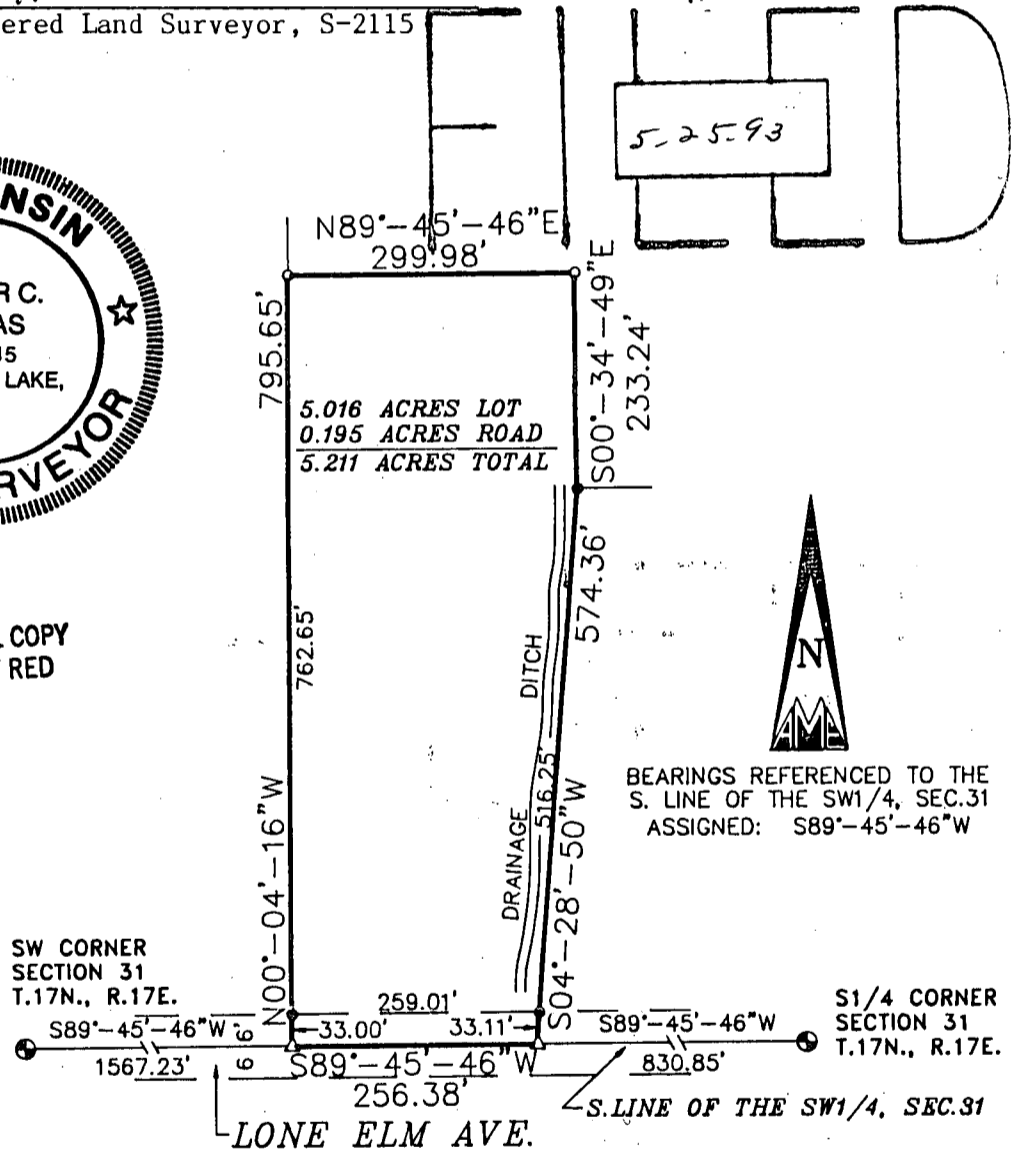 ered Land Surveyor, S-2115
FILED
5-25-93
NSIN
R C.
AS
LAKE,
RVEYOR
COPY
RED
N89°-45'-46"E
299.98'
795.65'
S00°-34'-49"E
233.24'
5.016 ACRES LOT
0.195 ACRES ROAD
5.211 ACRES TOTAL
762.65'
574.36'
DRAINAGE DITCH
516.25'
S04°-28'-50"W
N00°-04'-16"W
N
AME
BEARINGS REFERENCED TO THE
S. LINE OF THE SW1/4, SEC.31
ASSIGNED: S89°-45'-46"W
SW CORNER
SECTION 31
T.17N., R.17E.
S89°-45'-46"W
1567.23'
66'
259.01'
33.00'
33.11'
S89°-45'-46"W
256.38'
S89°-45'-46"W
830.85'
S1/4 CORNER
SECTION 31
T.17N., R.17E.
S.LINE OF THE SW1/4, SEC.31
LONE ELM AVE.